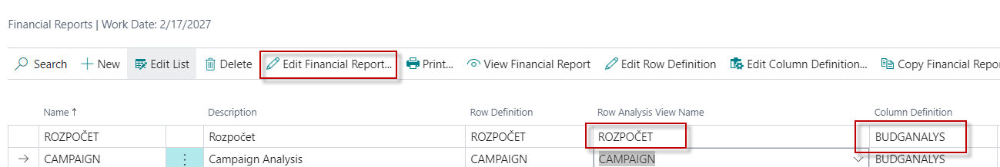 Financial Reports | Work Date: 2/17/2027
Search New Edit List Delete Edit Financial Report... Print... View Financial Report Edit Row Definition Edit Column Definition... Copy Financial Repo
Name ↑ Description Row Definition Row Analysis View Name Column Definition
ROZPOČET Rozpočet ROZPOČET ROZPOČET BUDGANALYS
→ CAMPAIGN Campaign Analysis CAMPAIGN CAMPAIGN BUDGANALYS